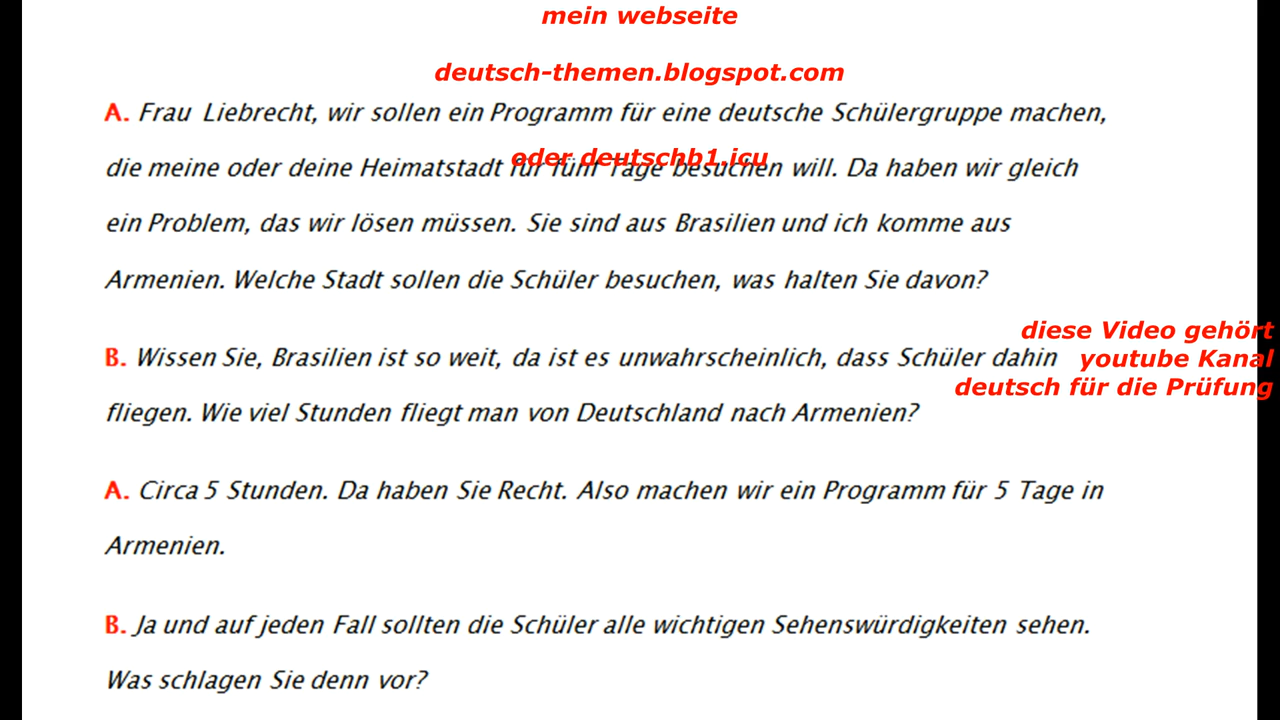 mein webseite
deutsch-themen.blogspot.com
A. Frau Liebrecht, wir sollen ein Programm für eine deutsche Schülergruppe machen,
oder deutschb1.icu
die meine oder deine Heimatstadt für fünf Tage besuchen will. Da haben wir gleich
ein Problem, das wir lösen müssen. Sie sind aus Brasilien und ich komme aus
Armenien. Welche Stadt sollen die Schüler besuchen, was halten Sie davon?
diese Video gehört
B. Wissen Sie, Brasilien ist so weit, da ist es unwahrscheinlich, dass Schüler dahin
youtube Kanal
deutsch für die Prüfung
fliegen. Wie viel Stunden fliegt man von Deutschland nach Armenien?
A. Circa 5 Stunden. Da haben Sie Recht. Also machen wir ein Programm für 5 Tage in
Armenien.
B. Ja und auf jeden Fall sollten die Schüler alle wichtigen Sehenswürdigkeiten sehen.
Was schlagen Sie denn vor?